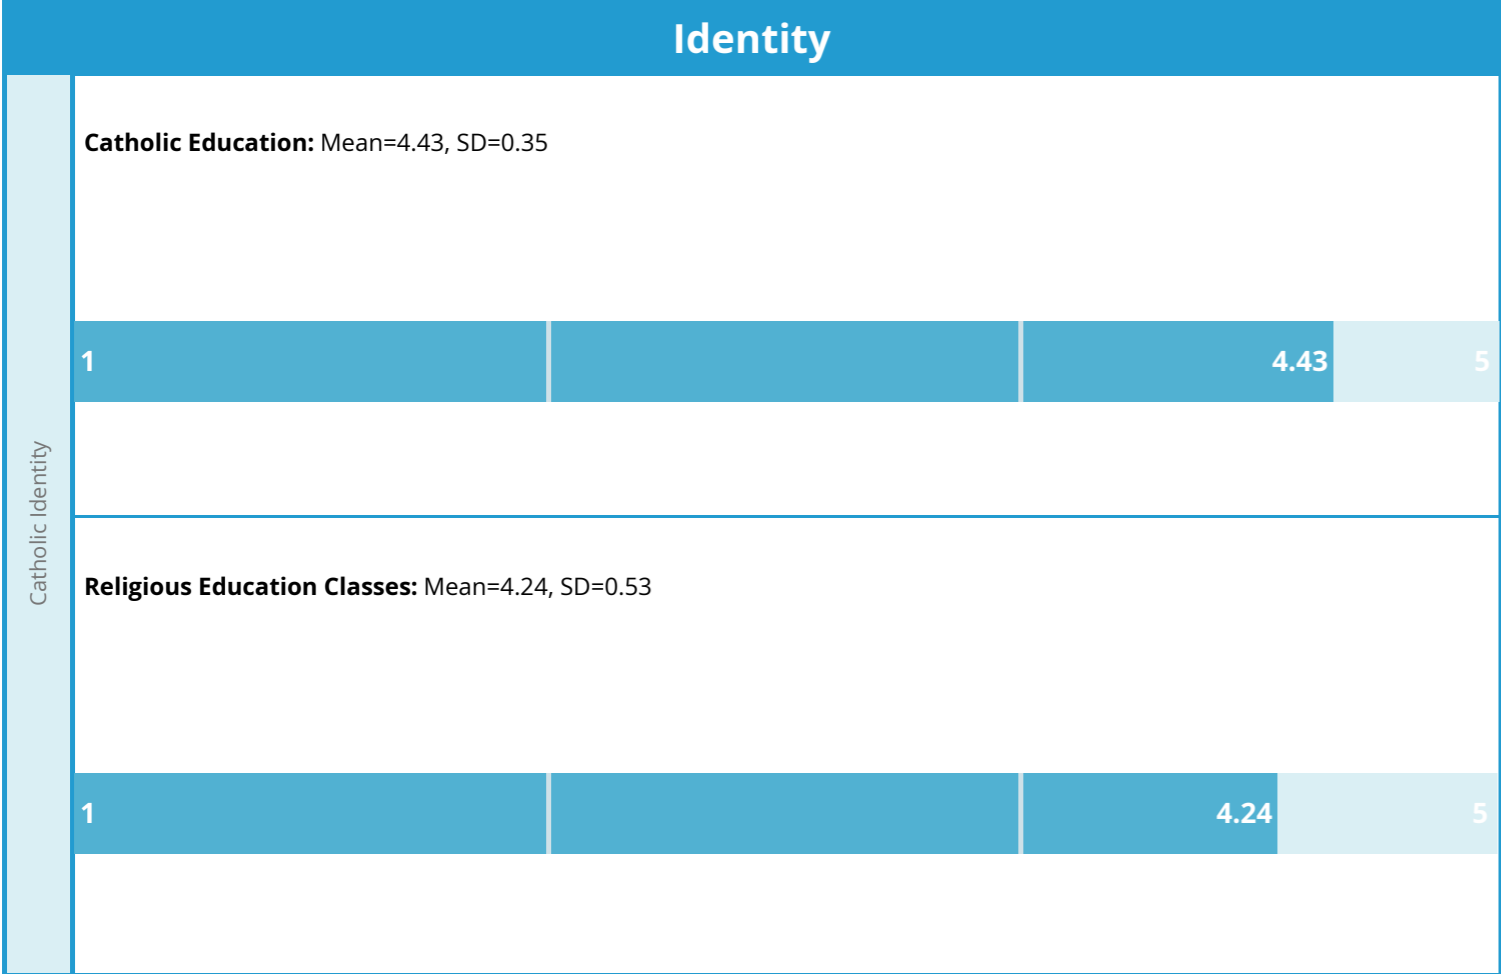 Identity
Catholic Identity
Catholic Education: Mean=4.43, SD=0.35
1 4.43 5
Religious Education Classes: Mean=4.24, SD=0.53
1 4.24 5